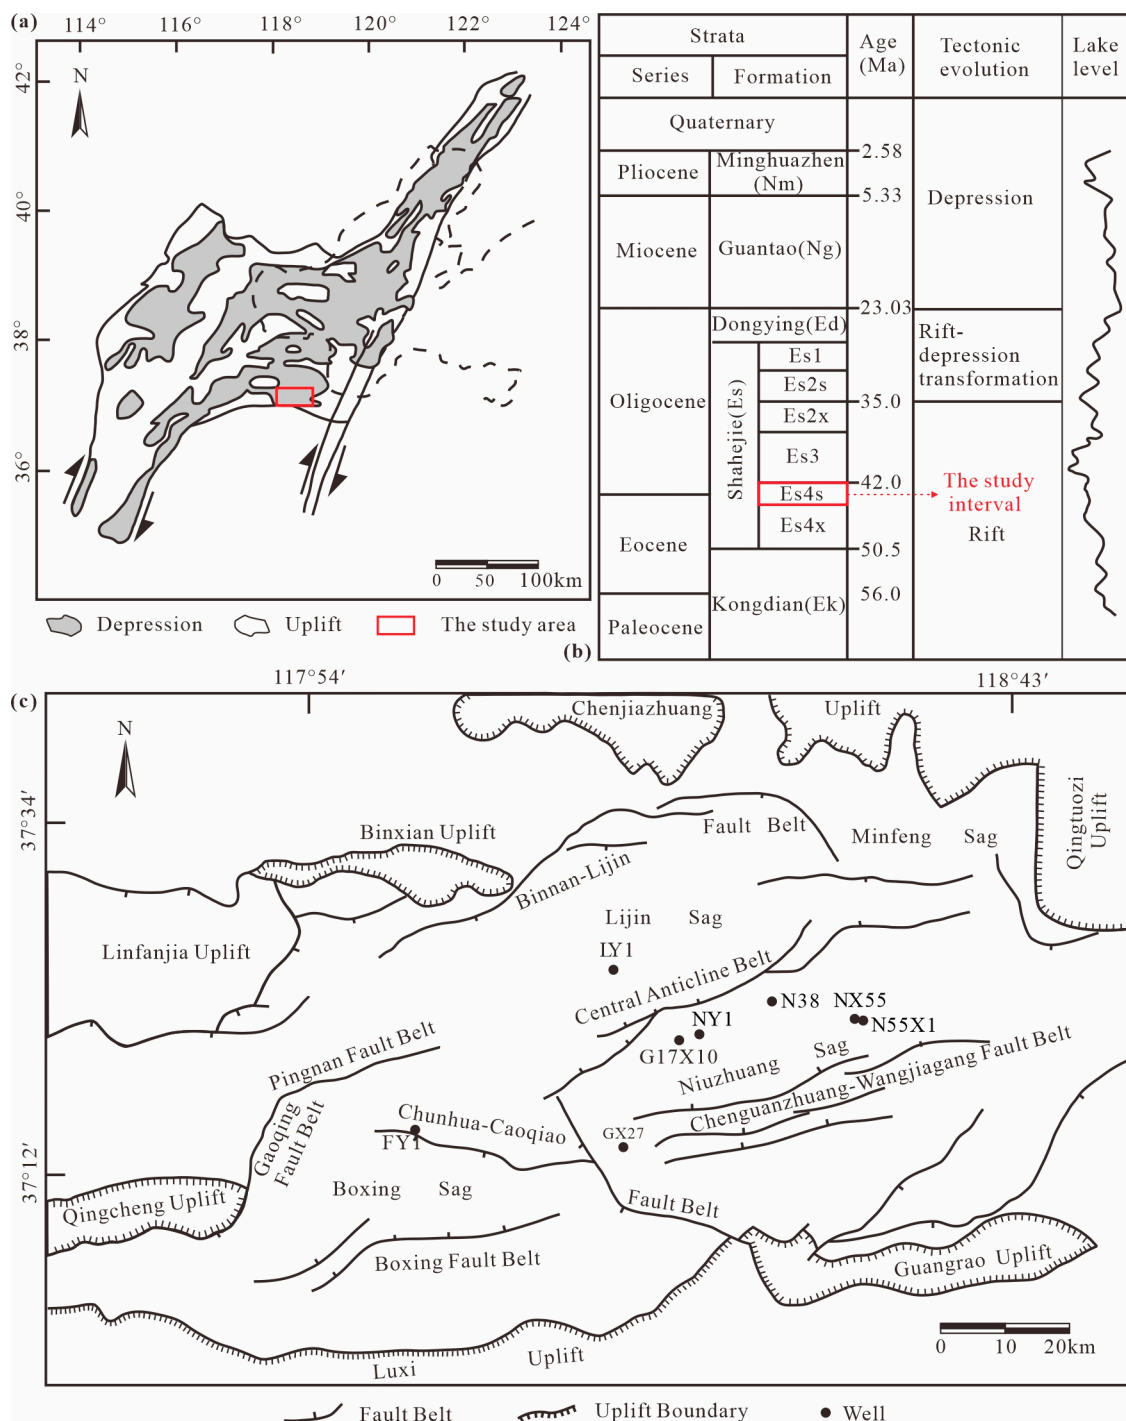 (a)
114° 116° 118° 120° 122° 124°
42°
40°
38°
36°
N
0 50 100km
Depression Uplift The study area
(b)
Strata
Series Formation
Age
(Ma)
Tectonic
evolution
Lake
level
Quaternary
2.58
Pliocene
Minghuazhen
(Nm)
5.33
Depression
Miocene
Guantao(Ng)
23.03
Oligocene
Dongying(Ed)
Shahejie(Es)
Es1
Es2s
Rift-
depression
transformation
35.0
Es2x
Es3
42.0
Es4s
The study
interval
Es4x
Rift
Eocene
50.5
56.0
Kongdian(Ek)
Paleocene
(c)
117°54′ 118°43′
37°34′
37°12′
N
Chenjiazhuang Uplift
Qingtuozi
Uplift
Binxian Uplift
Binnan-Lijin Fault Belt
Minfeng Sag
Linfanjia Uplift
Lijin Sag
LY1
Central Anticline Belt
N38
NX55
N55X1
NY1
G17X10
Niuzhuang Sag
Chenguanzhuang-Wangjiagang Fault Belt
Pingnan Fault Belt
Gaoqing
Fault Belt
Chunhua-Caoqiao Fault Belt
FY1
GX27
Boxing Sag
Qingcheng Uplift
Boxing Fault Belt
Guangrao Uplift
Luxi Uplift
0 10 20km
Fault Belt Uplift Boundary Well